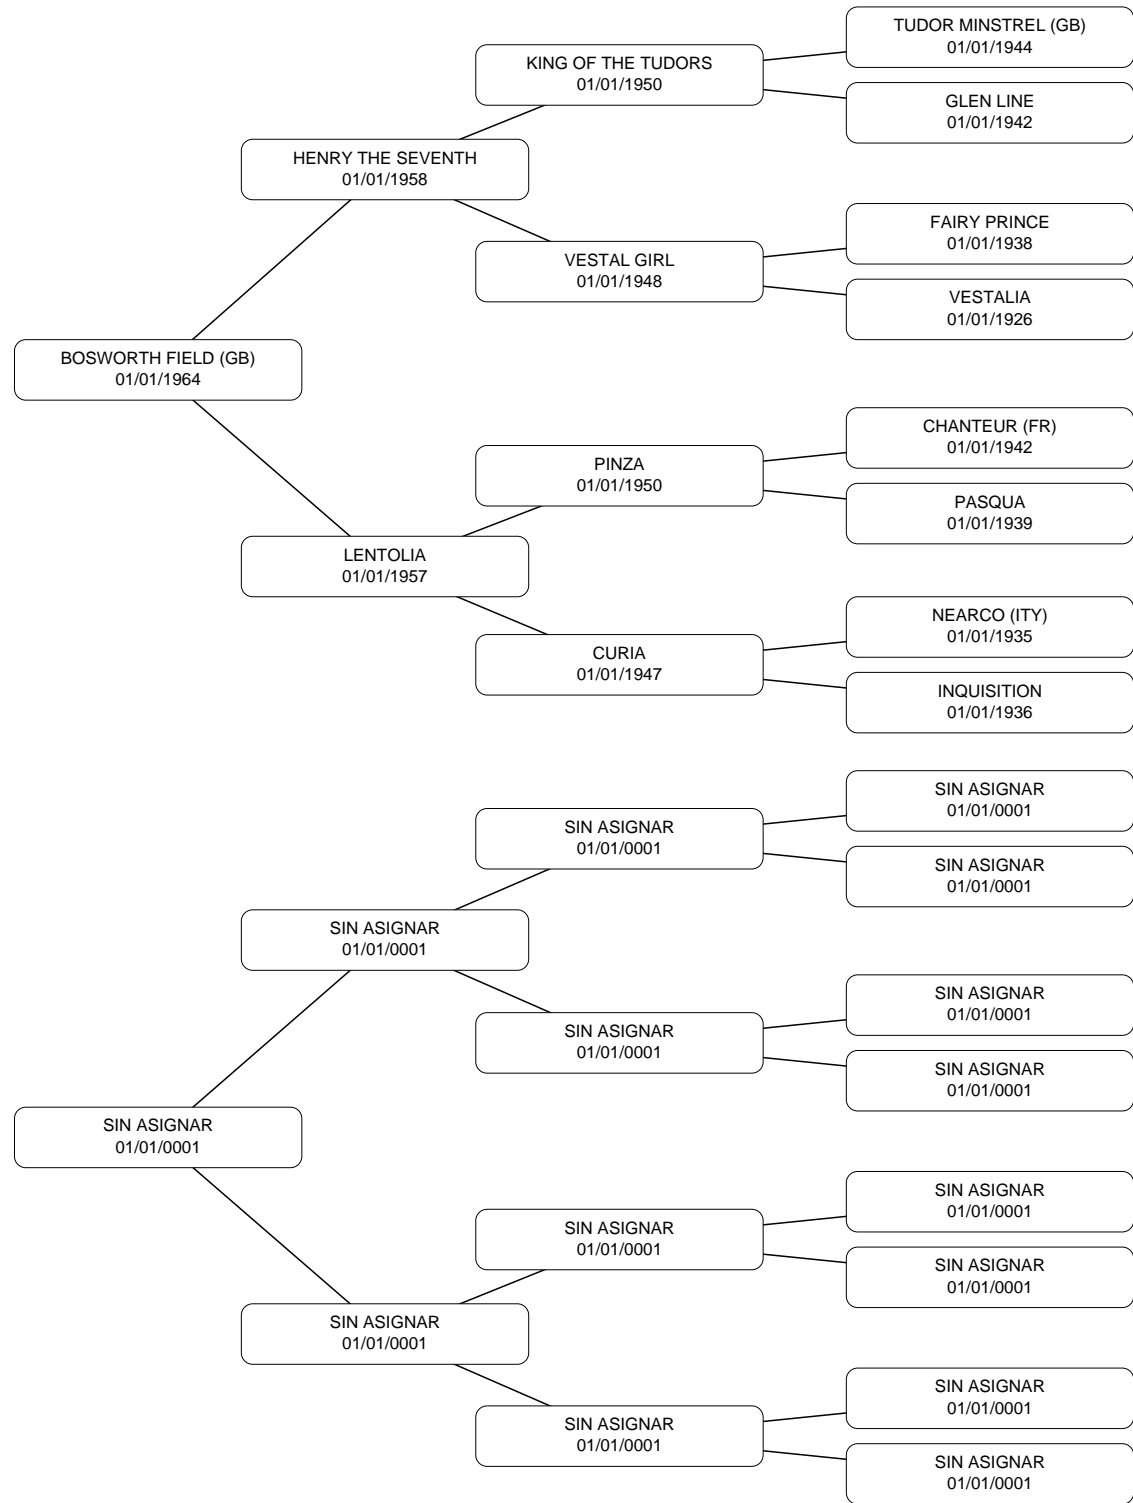 TUDOR MINSTREL (GB)
01/01/1944
KING OF THE TUDORS
01/01/1950
GLEN LINE
01/01/1942
HENRY THE SEVENTH
01/01/1958
FAIRY PRINCE
01/01/1938
VESTAL GIRL
01/01/1948
VESTALIA
01/01/1926
BOSWORTH FIELD (GB)
01/01/1964
CHANTEUR (FR)
01/01/1942
PINZA
01/01/1950
PASQUA
01/01/1939
LENTOLIA
01/01/1957
NEARCO (ITY)
01/01/1935
CURIA
01/01/1947
INQUISITION
01/01/1936
SIN ASIGNAR
01/01/0001
SIN ASIGNAR
01/01/0001
SIN ASIGNAR
01/01/0001
SIN ASIGNAR
01/01/0001
SIN ASIGNAR
01/01/0001
SIN ASIGNAR
01/01/0001
SIN ASIGNAR
01/01/0001
SIN ASIGNAR
01/01/0001
SIN ASIGNAR
01/01/0001
SIN ASIGNAR
01/01/0001
SIN ASIGNAR
01/01/0001
SIN ASIGNAR
01/01/0001
SIN ASIGNAR
01/01/0001
SIN ASIGNAR
01/01/0001
SIN ASIGNAR
01/01/0001